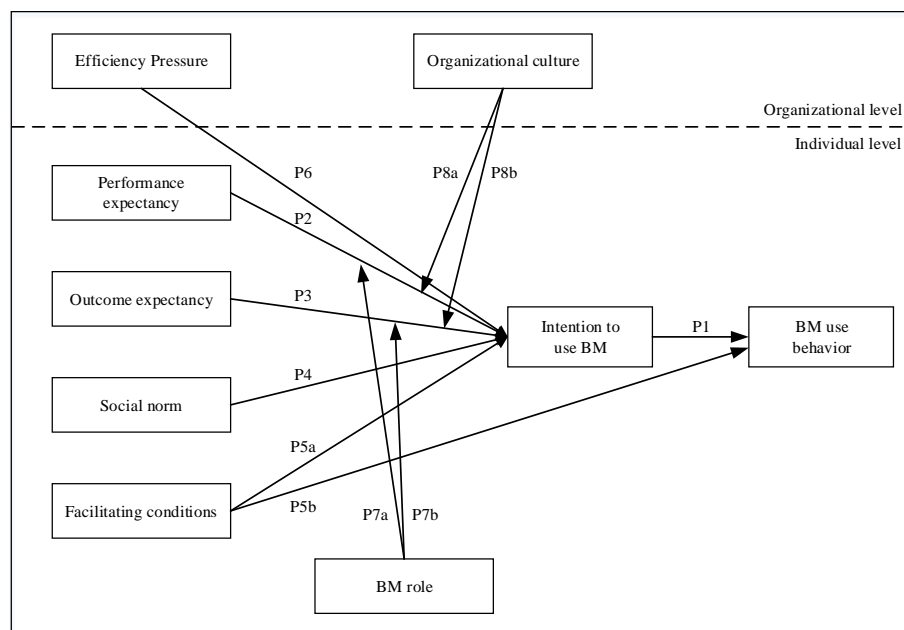 Efficiency Pressure
Organizational culture
Organizational level
Individual level
P6
P8a
P8b
Performance
expectancy
P2
Outcome expectancy
P3
Intention to
use BM
P1
BM use
behavior
P4
Social norm
P5a
Facilitating conditions
P5b
P7a
P7b
BM role